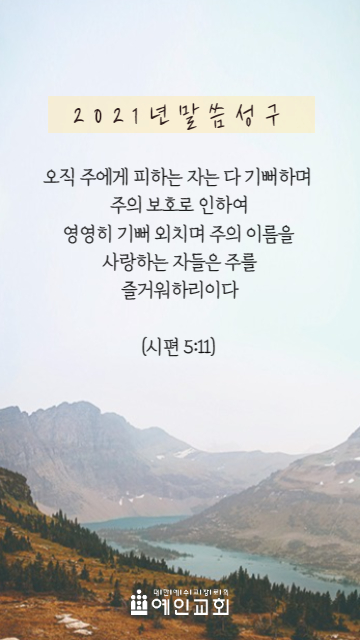 2021년말씀성구
오직 주에게 피하는 자는 다 기뻐하며
주의 보호로 인하여
영영히 기뻐 외치며 주의 이름을
사랑하는 자들은 주를
즐거워하리이다
(시편 5:11)
예인교회